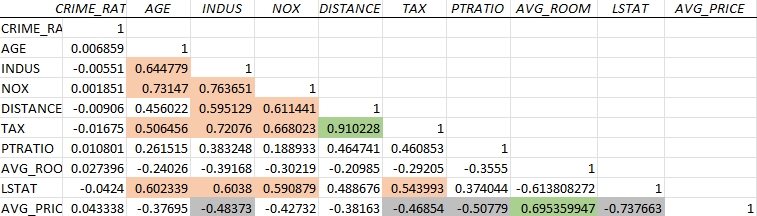 CRIME_RAT AGE INDUS NOX DISTANCE TAX PTRATIO AVG_ROOM LSTAT AVG_PRICE
CRIME_RA 1
AGE 0.006859 1
INDUS -0.00551 0.644779 1
NOX 0.001851 0.73147 0.763651 1
DISTANCE -0.00906 0.456022 0.595129 0.611441 1
TAX -0.01675 0.506456 0.72076 0.668023 0.910228 1
PTRATIO 0.010801 0.261515 0.383248 0.188933 0.464741 0.460853 1
AVG_ROO 0.027396 -0.24026 -0.39168 -0.30219 -0.20985 -0.29205 -0.3555 1
LSTAT -0.0424 0.602339 0.6038 0.590879 0.488676 0.543993 0.374044 -0.613808272 1
AVG_PRIC 0.043338 -0.37695 -0.48373 -0.42732 -0.38163 -0.46854 -0.50779 0.695359947 -0.737663 1